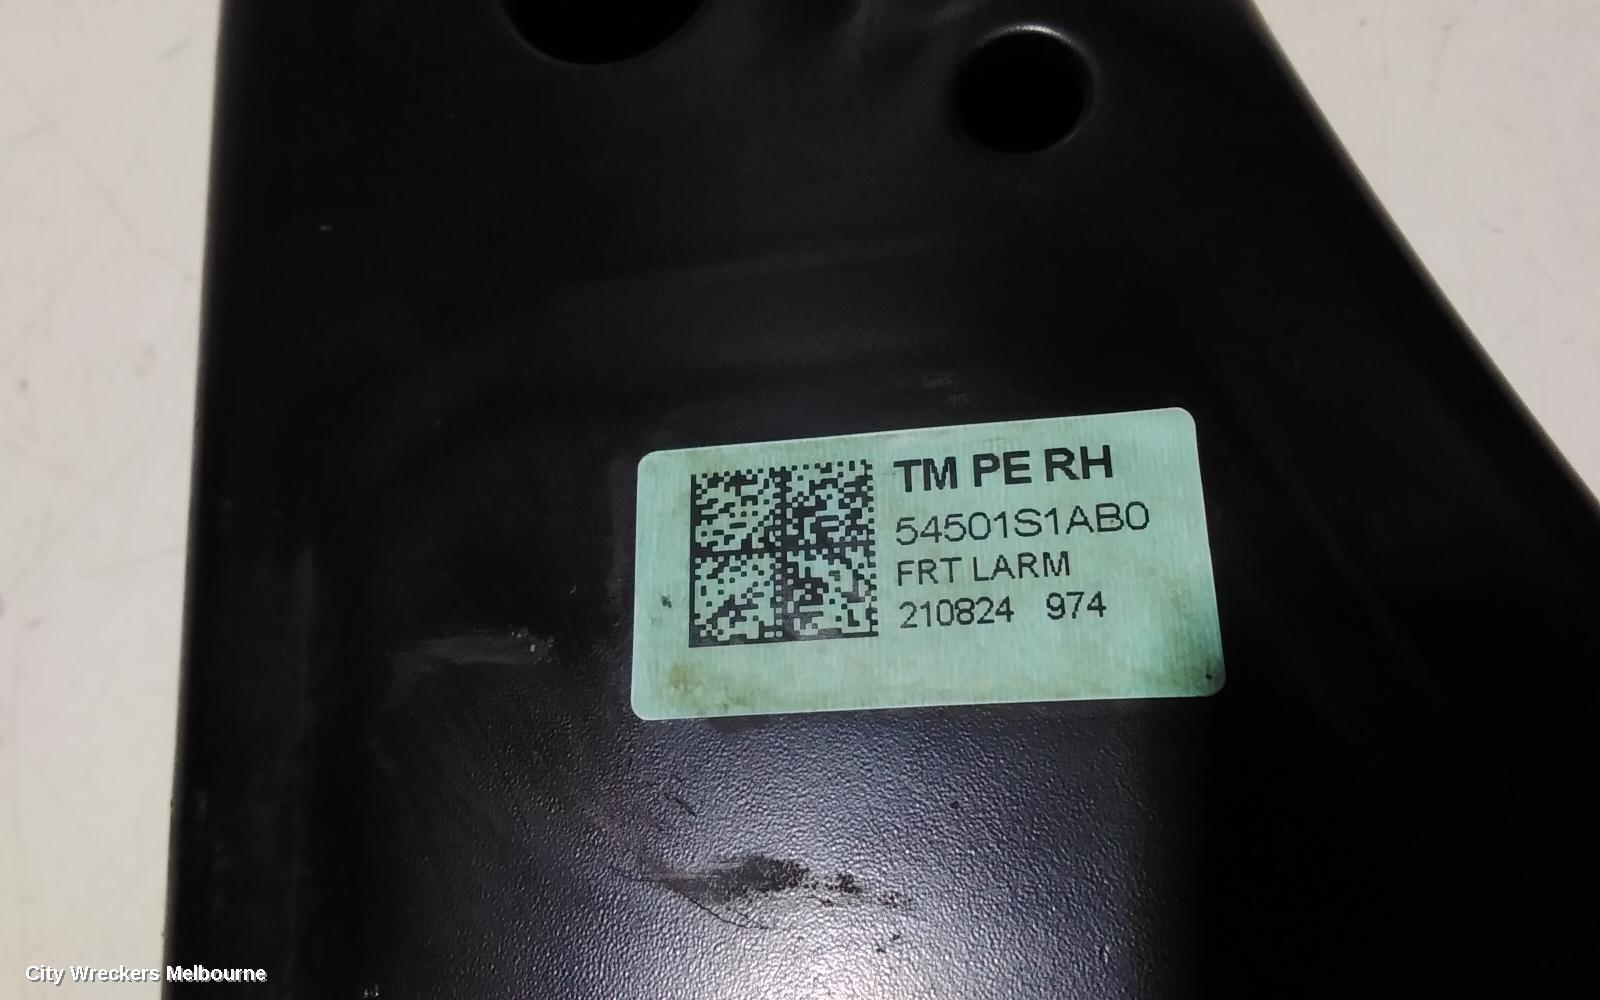 TM PE RH
54501S1AB0
FRT LARM
210824 974
City Wreckers Melbourne